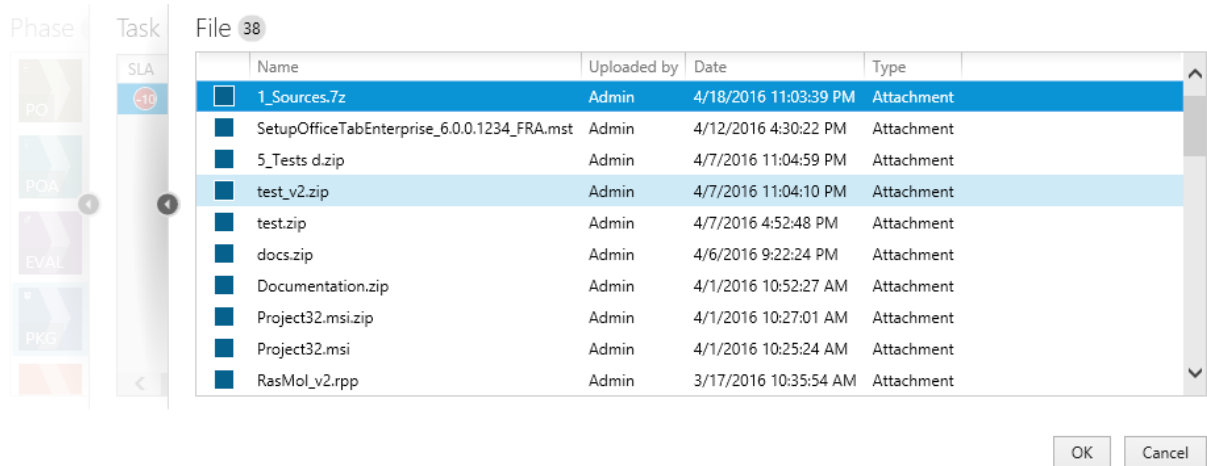 Phase Task File 38
SLA Name Uploaded by Date Type
-10 1_Sources.7z Admin 4/18/2016 11:03:39 PM Attachment
PO
SetupOfficeTabEnterprise_6.0.0.1234_FRA.mst Admin 4/12/2016 4:30:22 PM Attachment
5_Tests d.zip Admin 4/7/2016 11:04:59 PM Attachment
POA
test_v2.zip Admin 4/7/2016 11:04:10 PM Attachment
test.zip Admin 4/7/2016 4:52:48 PM Attachment
docs.zip Admin 4/6/2016 9:22:24 PM Attachment
EVAL
Documentation.zip Admin 4/1/2016 10:52:27 AM Attachment
Project32.msi.zip Admin 4/1/2016 10:27:01 AM Attachment
PKG
Project32.msi Admin 4/1/2016 10:25:24 AM Attachment
RasMol_v2.rpp Admin 3/17/2016 10:35:54 AM Attachment
OK Cancel